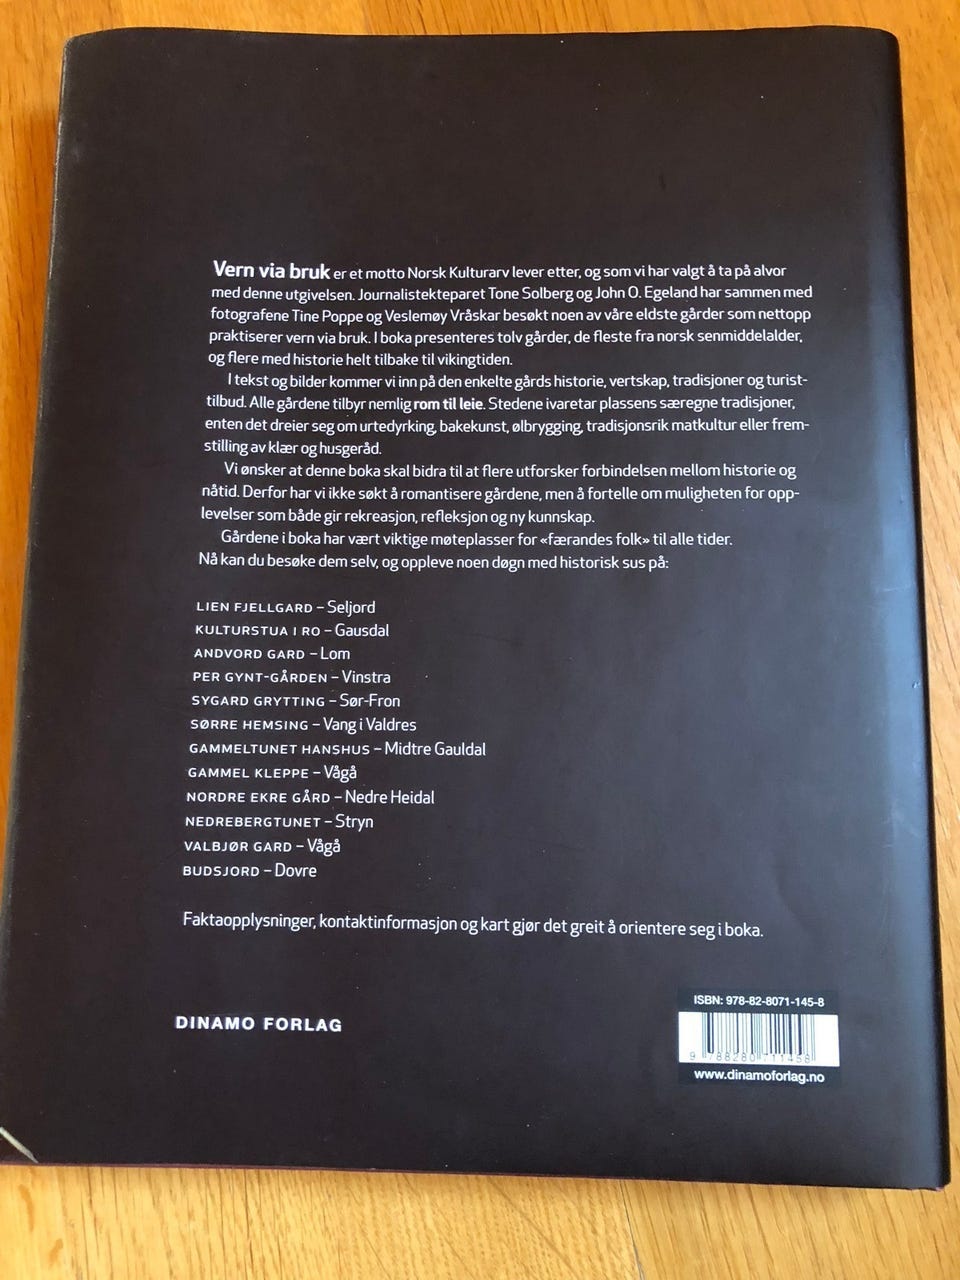 Vern via bruk er et motto Norsk Kulturarv lever etter, og som vi har valgt å ta på alvor
med denne utgivelsen. Journalistekteparet Tone Solberg og John O. Egeland har sammen med
fotografene Tine Poppe og Veslemøy Vråskar besøkt noen av våre eldste gårder som nettopp
praktiserer vern via bruk. I boka presenteres tolv gårder, de fleste fra norsk senmiddelalder,
og flere med historie helt tilbake til vikingtiden.
I tekst og bilder kommer vi inn på den enkelte gårds historie, vertskap, tradisjoner og turist-
tilbud. Alle gårdene tilbyr nemlig rom til leie. Stedene ivaretar plassens særegne tradisjoner,
enten det dreier seg om urtedyrking, bakekunst, ølbrygging, tradisjonsrik matkultur eller frem-
stilling av klær og husgeråd.
Vi ønsker at denne boka skal bidra til at flere utforsker forbindelsen mellom historie og
nåtid. Derfor har vi ikke søkt å romantisere gårdene, men å fortelle om muligheten for opp-
levelser som både gir rekreasjon, refleksjon og ny kunnskap.
Gårdene i boka har vært viktige møteplasser for «færandes folk» til alle tider.
Nå kan du besøke dem selv, og oppleve noen døgn med historisk sus på:
LIEN FJELLGARD – Seljord
KULTURSTUA I RO – Gausdal
ANDVORD GARD – Lom
PER GYNT-GÅRDEN – Vinstra
SYGARD GRYTTING – Sør-Fron
SØRRE HEMSING – Vang i Valdres
GAMMELTUNET HANSHUS – Midtre Gauldal
GAMMEL KLEPPE – Vågå
NORDRE EKRE GÅRD – Nedre Heidal
NEDREBERGTUNET – Stryn
VALBJØR GARD – Vågå
BUDSJORD – Dovre
Faktaopplysninger, kontaktinformasjon og kart gjør det greit å orientere seg i boka.
DINAMO FORLAG
ISBN: 978-82-8071-145-8
9 788280 711458
www.dinamoforlag.no